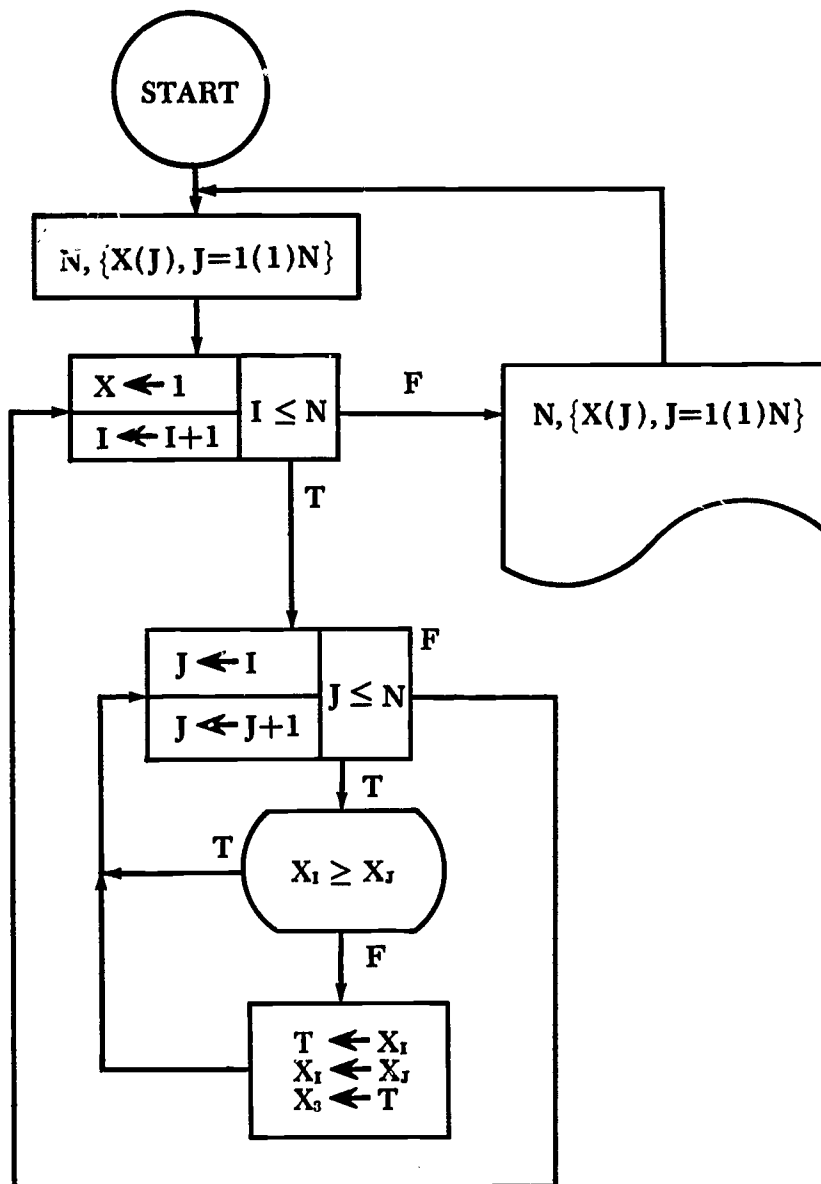 START
N, {X(J), J=1(1)N}
X ← 1
I ← I+1
I ≤ N
F
N, {X(J), J=1(1)N}
T
J ← I
J ← J+1
J ≤ N
F
T
T
X_I ≥ X_J
F
T ← X_I
X_I ← X_J
X_3 ← T